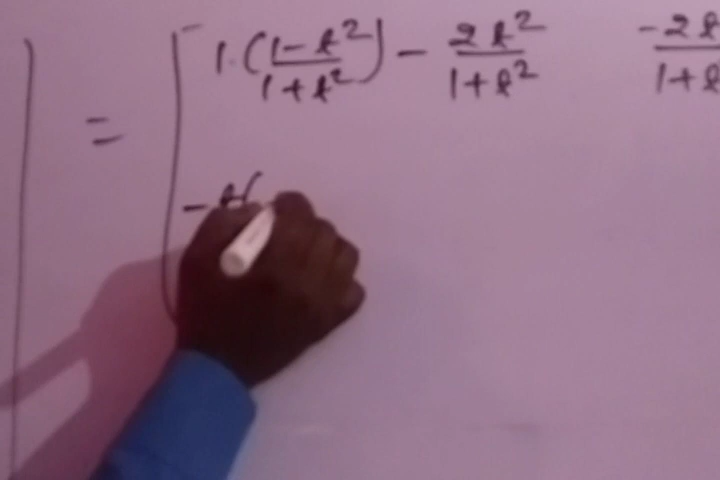 = [ 1.(1-t²/1+t²) - 2t²/1+t² -2t/1+t
-t(